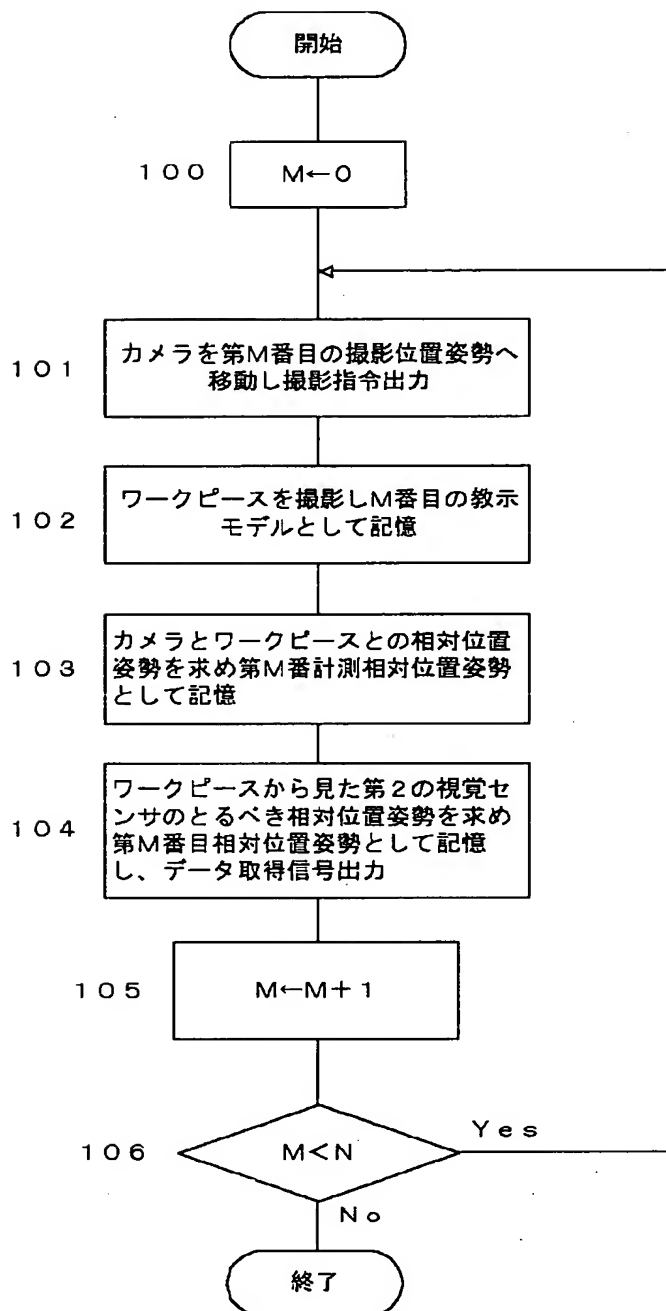 開始
100
M←0
101
カメラを第M番目の撮影位置姿勢へ
移動し撮影指令出力
102
ワークピースを撮影しM番目の教示
モデルとして記憶
103
カメラとワークピースとの相対位置
姿勢を求め第M番計測相対位置姿勢
として記憶
104
ワークピースから見た第2の視覚セ
ンサのとるべき相対位置姿勢を求め
第M番目相対位置姿勢として記憶
し、データ取得信号出力
105
M←M+1
106
M<N
Yes
No
終了